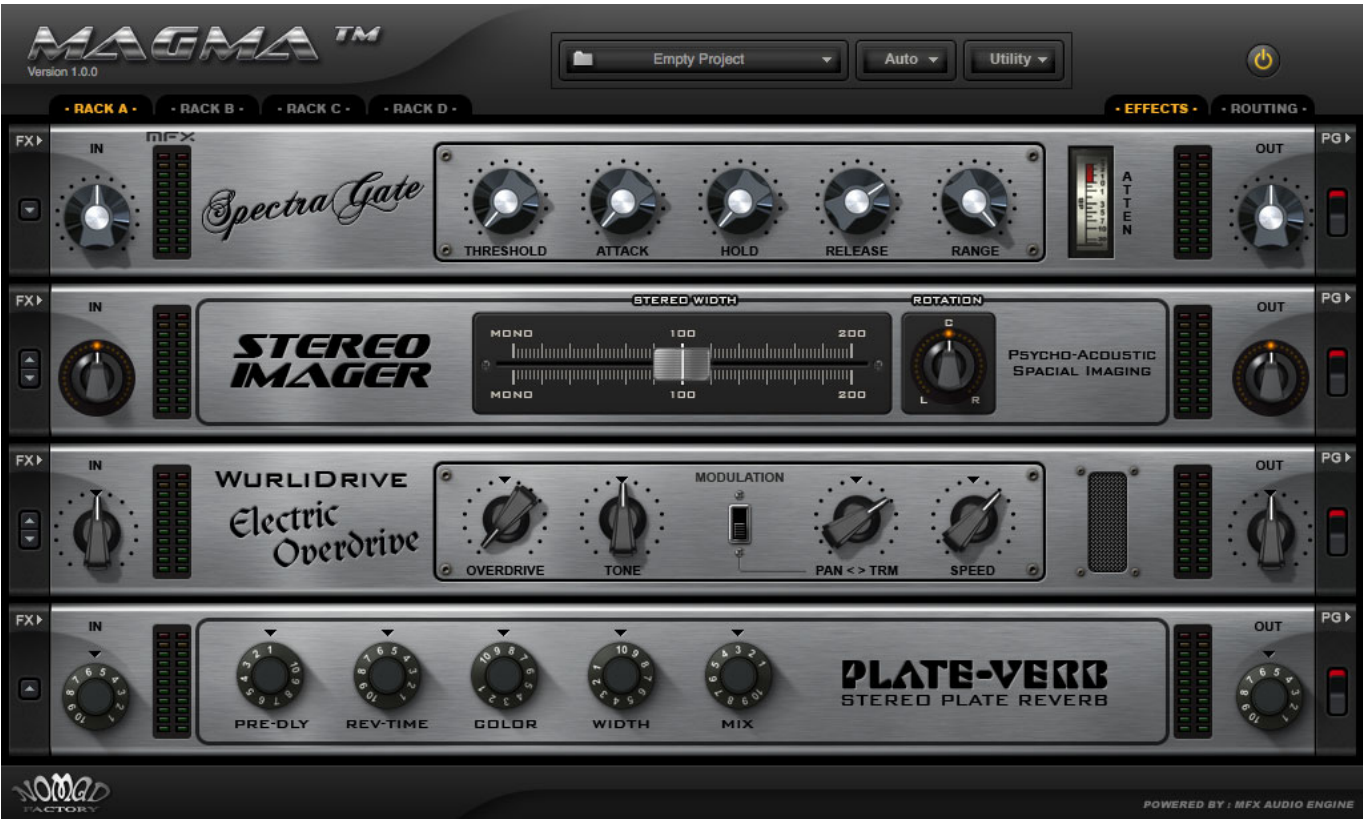 MAGMA ™
Version 1.0.0
Empty Project
Auto
Utility
· RACK A ·
· RACK B ·
· RACK C ·
· RACK D ·
· EFFECTS ·
· ROUTING ·
FX
IN
MFX
Spectra Gate
THRESHOLD
ATTACK
HOLD
RELEASE
RANGE
ATTEN
OUT
PG
FX
IN
STEREO
IMAGER
STEREO WIDTH
MONO 100 200
MONO 100 200
ROTATION
C
L R
PSYCHO-ACOUSTIC
SPACIAL IMAGING
OUT
PG
FX
IN
WURLIDRIVE
Electric
Overdrive
OVERDRIVE
TONE
MODULATION
PAN < > TRM
SPEED
OUT
PG
FX
IN
PRE-DLY
REV-TIME
COLOR
WIDTH
MIX
PLATE-VERB
STEREO PLATE REVERB
OUT
PG
NOMAD
FACTORY
POWERED BY : MFX AUDIO ENGINE